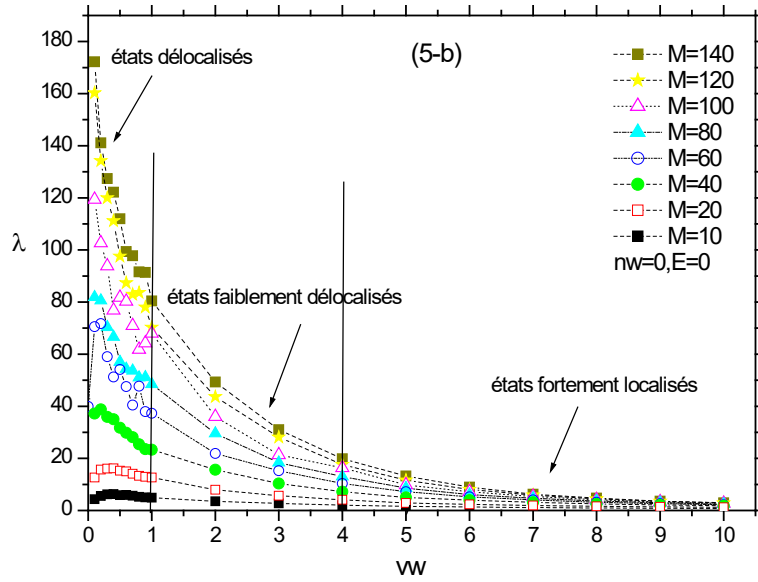 (5-b)
états délocalisés
états faiblement délocalisés
états fortement localisés
M=140
M=120
M=100
M=80
M=60
M=40
M=20
M=10
nw=0,E=0
λ
180
160
140
120
100
80
60
40
20
0
0 1 2 3 4 5 6 7 8 9 10
vw